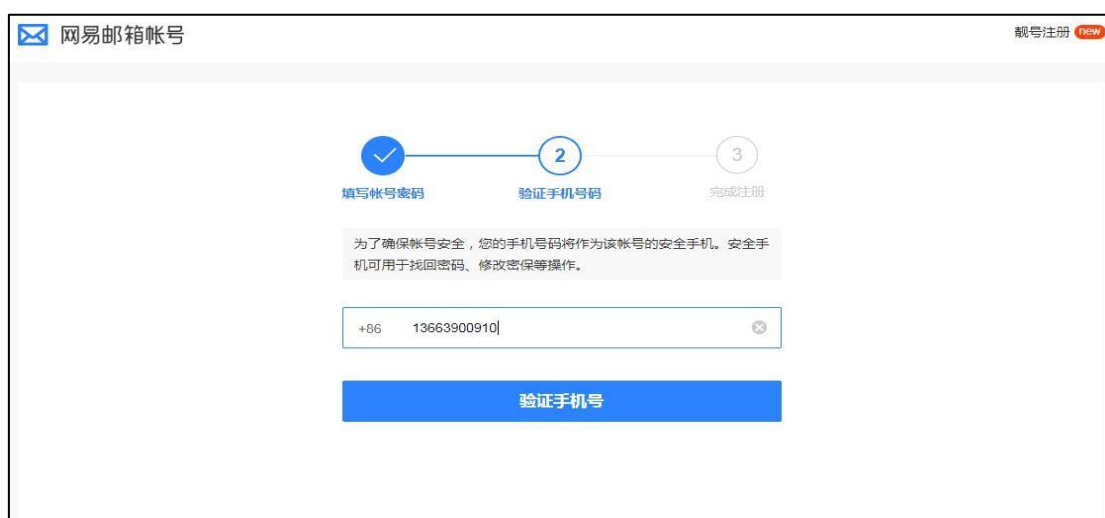 网易邮箱帐号
靓号注册 new
2
3
填写帐号密码
验证手机号码
完成注册
为了确保帐号安全，您的手机号码将作为该帐号的安全手机。安全手
机可用于找回密码、修改密保等操作。
+86 13663900910
验证手机号